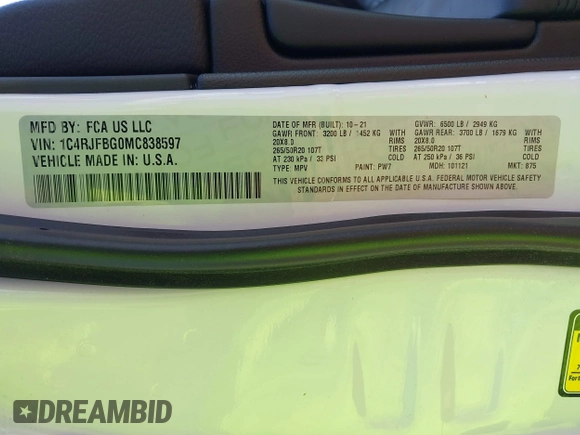 MFD BY: FCA US LLC
VIN: 1C4RJFBG0MC838597
VEHICLE MADE IN U.S.A.
DATE OF MFR (BUILT): 10-21 GVWR: 6500 LB / 2949 KG
GAWR FRONT: 3200 LB / 1452 KG WITH GAWR REAR: 3700 LB / 1679 KG WITH
20X8.0 RIMS 20X8.0 RIMS
265/50R20 107T TIRES 265/50R20 107T TIRES
AT 230 kPa / 33 PSI AT 250 kPa / 36 PSI
TYPE: MPV PAINT: PW7 MDH: 101121 MKT: 875
THIS VEHICLE CONFORMS TO ALL APPLICABLE U.S.A. FEDERAL MOTOR VEHICLE SAFETY
STANDARDS IN EFFECT ON THE DATE OF MANUFACTURE SHOWN ABOVE.
DREAMBID